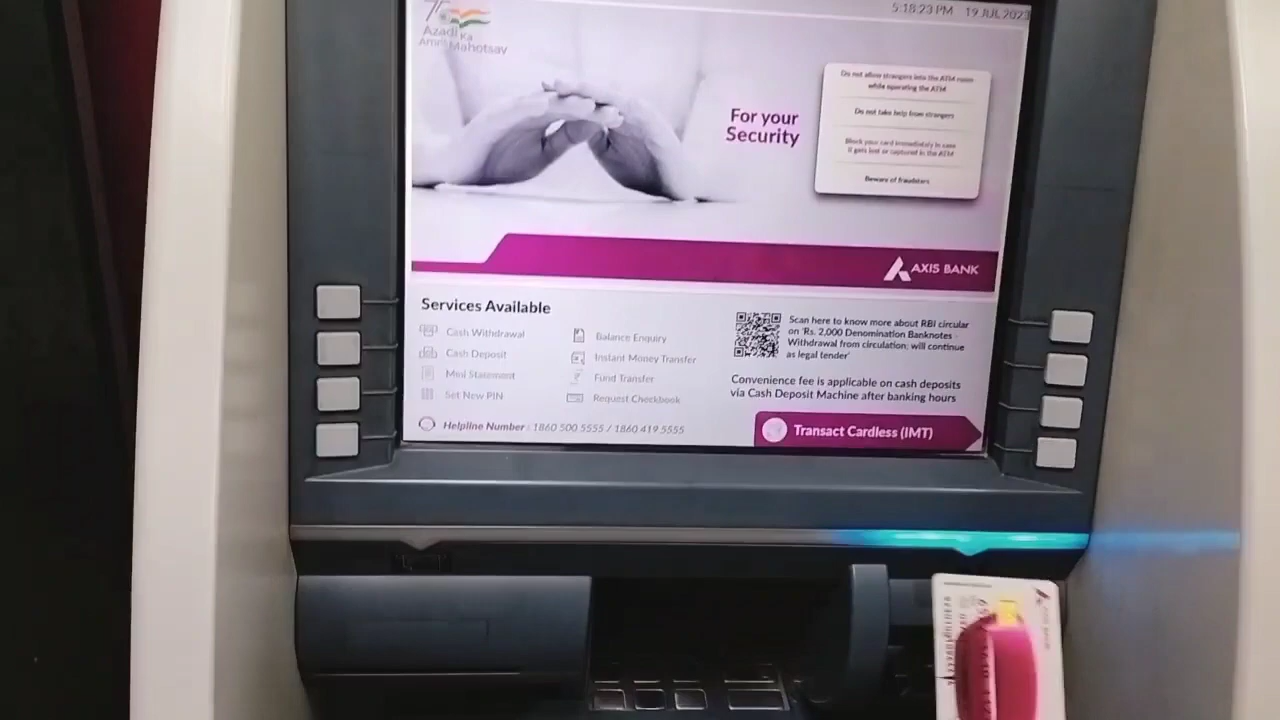 5:18:23 PM 19 JUL 2023
Azadi Ka
Amrit Mahotsav
For your
Security
Do not allow strangers into the ATM room
while operating the ATM
Do not take help from strangers
Block your card immediately in case
it gets lost or captured in the ATM
Beware of fraudsters
AXIS BANK
Services Available
Cash Withdrawal
Cash Deposit
Mini Statement
Set New PIN
Balance Enquiry
Instant Money Transfer
Fund Transfer
Request Checkbook
Helpline Number : 1860 500 5555 / 1860 419 5555
Scan here to know more about RBI circular
on 'Rs. 2,000 Denomination Banknotes -
Withdrawal from circulation; will continue
as legal tender'
Convenience fee is applicable on cash deposits
via Cash Deposit Machine after banking hours
Transact Cardless (IMT)
AXIS BANK